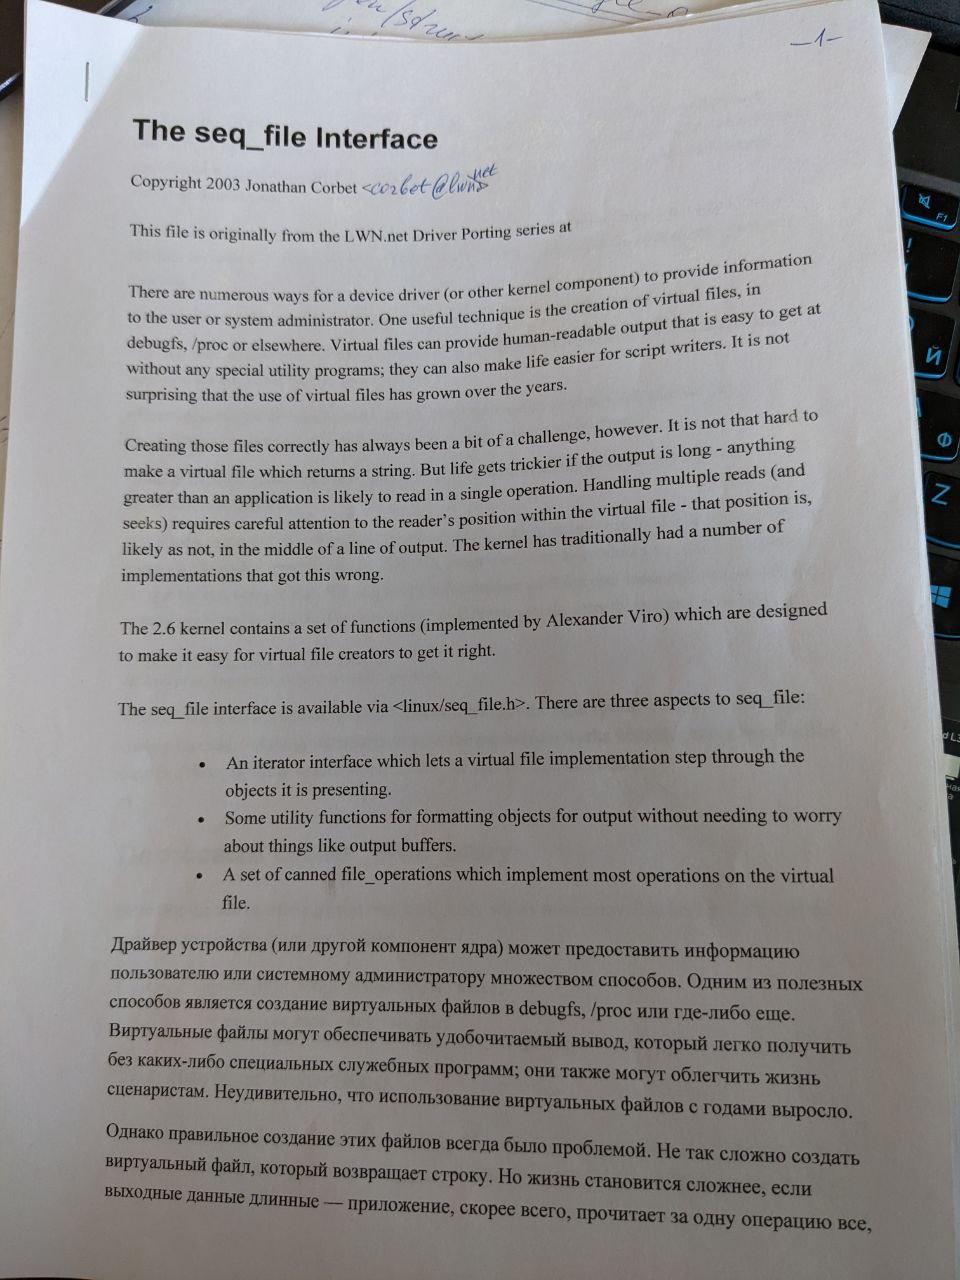 -1-
The seq_file Interface
Copyright 2003 Jonathan Corbet <corbet@lwn.net>
This file is originally from the LWN.net Driver Porting series at
There are numerous ways for a device driver (or other kernel component) to provide information
to the user or system administrator. One useful technique is the creation of virtual files, in
debugfs, /proc or elsewhere. Virtual files can provide human-readable output that is easy to get at
without any special utility programs; they can also make life easier for script writers. It is not
surprising that the use of virtual files has grown over the years.
Creating those files correctly has always been a bit of a challenge, however. It is not that hard to
make a virtual file which returns a string. But life gets trickier if the output is long - anything
greater than an application is likely to read in a single operation. Handling multiple reads (and
seeks) requires careful attention to the reader’s position within the virtual file - that position is,
likely as not, in the middle of a line of output. The kernel has traditionally had a number of
implementations that got this wrong.
The 2.6 kernel contains a set of functions (implemented by Alexander Viro) which are designed
to make it easy for virtual file creators to get it right.
The seq_file interface is available via <linux/seq_file.h>. There are three aspects to seq_file:
• An iterator interface which lets a virtual file implementation step through the
objects it is presenting.
• Some utility functions for formatting objects for output without needing to worry
about things like output buffers.
• A set of canned file_operations which implement most operations on the virtual
file.
Драйвер устройства (или другой компонент ядра) может предоставить информацию
пользователю или системному администратору множеством способов. Одним из полезных
способов является создание виртуальных файлов в debugfs, /proc или где-либо еще.
Виртуальные файлы могут обеспечивать удобочитаемый вывод, который легко получить
без каких-либо специальных служебных программ; они также могут облегчить жизнь
сценаристам. Неудивительно, что использование виртуальных файлов с годами выросло.
Однако правильное создание этих файлов всегда было проблемой. Не так сложно создать
виртуальный файл, который возвращает строку. Но жизнь становится сложнее, если
выходные данные длинные — приложение, скорее всего, прочитает за одну операцию все,
F1
!
Й
Ф
Z